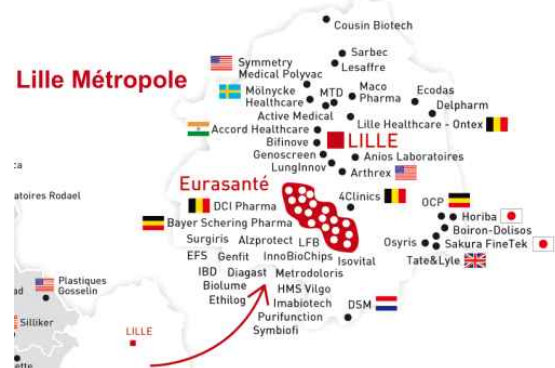 Cousin Biotech
Sarbec
Lesaffre
Symmetry
Medical Polyvac
Lille Métropole
Mölnycke
Healthcare
MTD
Maco
Pharma
Ecodas
Delpharm
Active Medical
Lille Healthcare - Ontex
Accord Healthcare
LILLE
Bifinove
Genoscreen
Anios Laboratoires
LungInnov
Arthrex
Eurasanté
4Clinics
atoires Rodael
DCI Pharma
OCP
Horiba
Bayer Schering Pharma
Boiron-Dolisos
Surgiris
Alzprotect
LFB
Osyris
Sakura FineTek
EFS
Genfit
InnoBioChips
Isovital
Tate&Lyle
IBD
Diagast
Metrodoloris
Plastiques
Gosselin
Biolume
HMS Vilgo
Ethilog
Imabiotech
DSM
Purifunction
Silliker
LILLE
Symbiofi